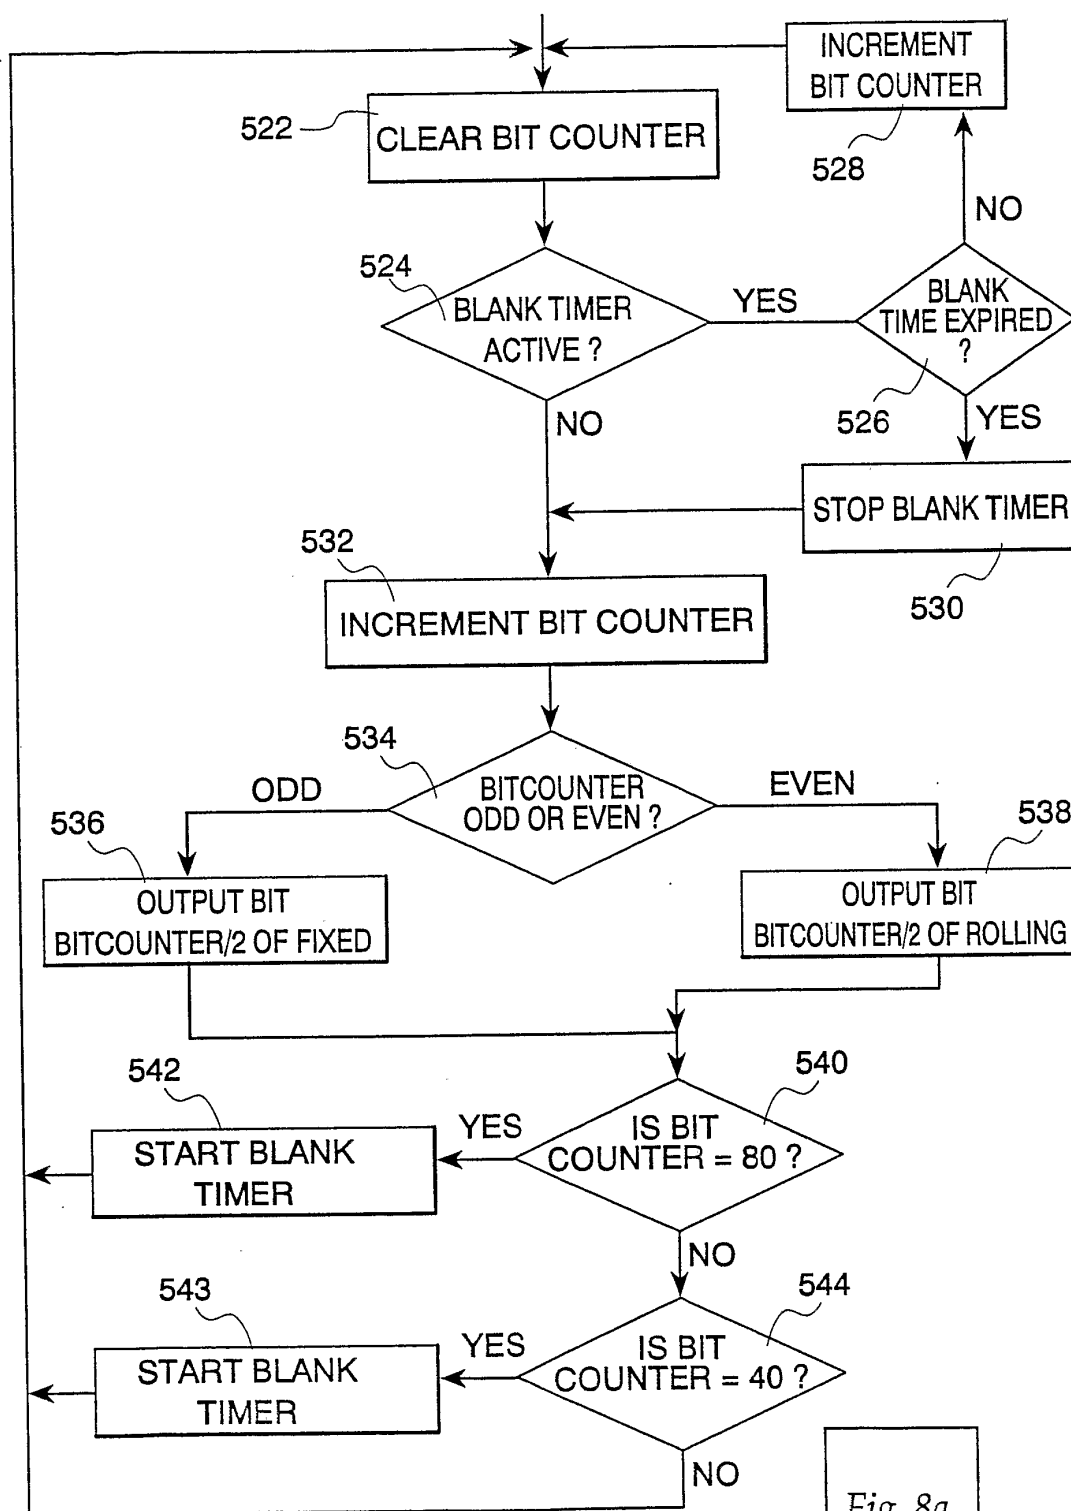 INCREMENT
BIT COUNTER
528
522
CLEAR BIT COUNTER
NO
524
BLANK TIMER
ACTIVE ?
YES
BLANK
TIME EXPIRED
?
526
YES
NO
STOP BLANK TIMER
530
532
INCREMENT BIT COUNTER
534
BITCOUNTER
ODD OR EVEN ?
ODD
EVEN
536
OUTPUT BIT
BITCOUNTER/2 OF FIXED
538
OUTPUT BIT
BITCOUNTER/2 OF ROLLING
540
IS BIT
COUNTER = 80 ?
YES
542
START BLANK
TIMER
NO
544
IS BIT
COUNTER = 40 ?
YES
543
START BLANK
TIMER
NO
Fig. 8a